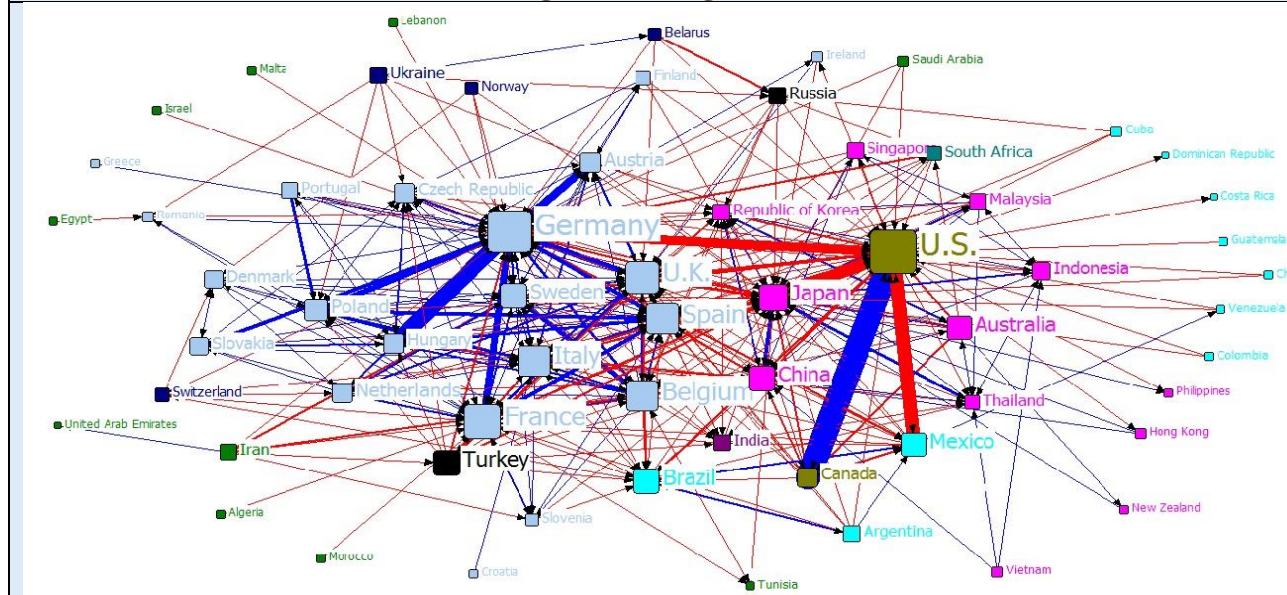 Lebanon
Belarus
Ireland
Saudi Arabia
Malta
Ukraine
Finland
Norway
Russia
Israel
Cuba
Singapore
South Africa
Dominican Republic
Greece
Austria
Portugal
Czech Republic
Costa Rica
Malaysia
Romania
Republic of Korea
Egypt
Germany
U.S.
Guatemala
Denmark
U.K.
Indonesia
Ch
Sweden
Japan
Poland
Spain
Venezuela
Australia
Slovakia
Hungary
Italy
Colombia
China
Switzerland
Netherlands
Belgium
Philippines
Thailand
France
United Arab Emirates
Hong Kong
India
Mexico
Iran
Turkey
Brazil
Canada
New Zealand
Algeria
Slovenia
Argentina
Morocco
Croatia
Vietnam
Tunisia